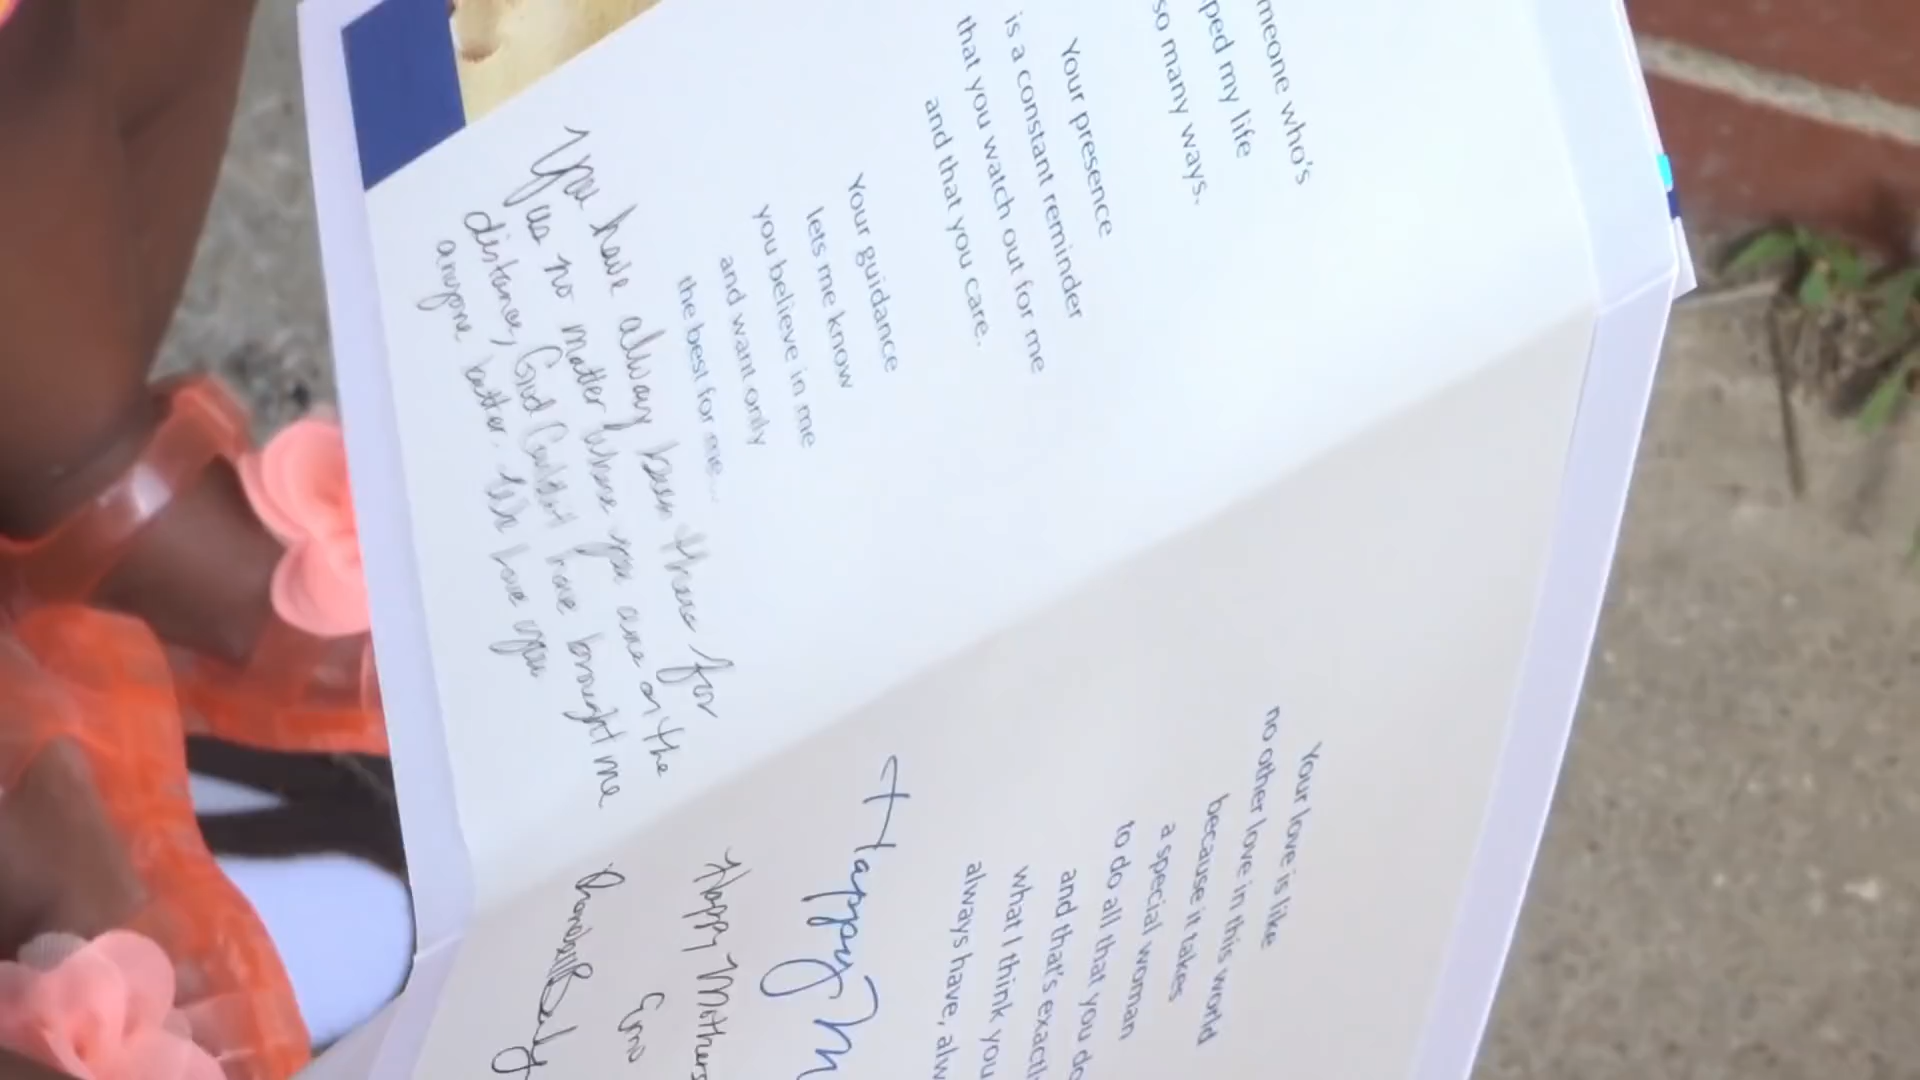 meone who's
ped my life
so many ways.
Your presence
is a constant reminder
that you watch out for me
and that you care.
Your guidance
lets me know
you believe in me
and want only
the best for me...
You have always been there for
us no matter where you are or the
distance, God Couldn't have brought me
anyone better. We love you
Your love is like
no other love in this world
because it takes
a special woman
to do all that you do
and that's exactl
what I think you
always have, alw
Happy M
Happy Mothers